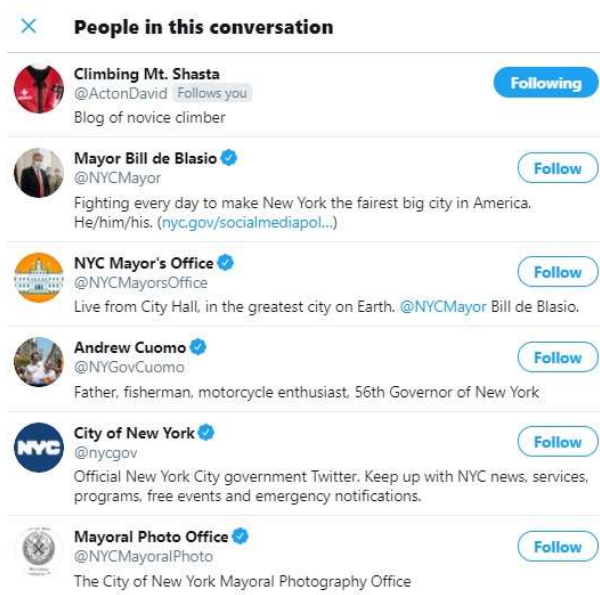 People in this conversation
Climbing Mt. Shasta
@ActonDavid Follows you
Following
Blog of novice climber
Mayor Bill de Blasio
@NYCMayor
Follow
Fighting every day to make New York the fairest big city in America.
He/him/his. (nyc.gov/socialmediapol...)
NYC Mayor's Office
@NYCMayorsOffice
Follow
Live from City Hall, in the greatest city on Earth. @NYCMayor Bill de Blasio.
Andrew Cuomo
@NYGovCuomo
Follow
Father, fisherman, motorcycle enthusiast, 56th Governor of New York
NYC
City of New York
@nycgov
Follow
Official New York City government Twitter. Keep up with NYC news, services,
programs, free events and emergency notifications.
Mayoral Photo Office
@NYCMayoralPhoto
Follow
The City of New York Mayoral Photography Office